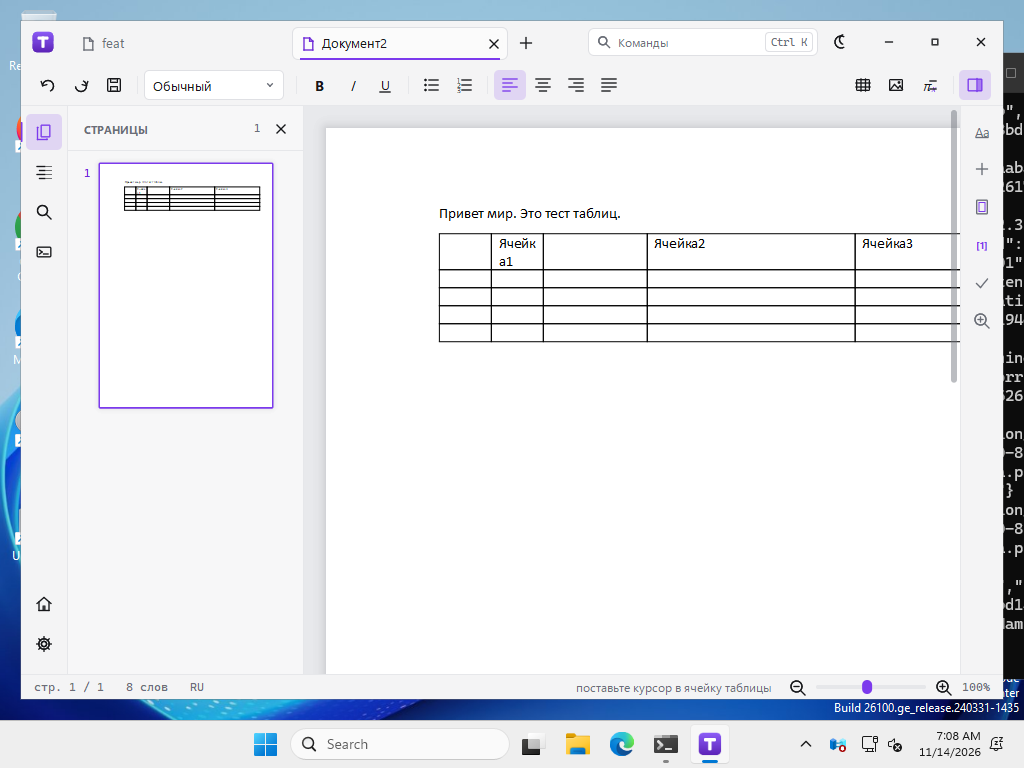 T
feat
Документ2
Команды
Ctrl K
Обычный
B
I
U
СТРАНИЦЫ
1
1
Привет мир. Это тест таблиц.
Ячейк
а1
Ячейка2
Ячейка3
Aa
[1]
стр. 1 / 1
8 слов
RU
поставьте курсор в ячейку таблицы
100%
Build 26100.ge_release.240331-1435
Search
T
7:08 AM
11/14/2026